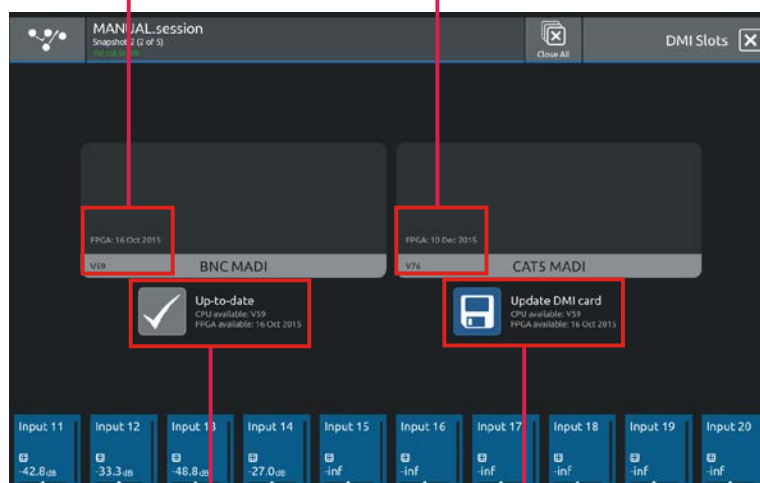 MANUAL.session
Snapshot 2 (2 of 5)
Close All
DMI Slots
FPGA: 16 Oct 2015
V59
BNC MADI
FPGA: 10 Dec 2015
V76
CAT5 MADI
Up-to-date
CPU available: V59
FPGA available: 16 Oct 2015
Update DMI card
CPU available: V59
FPGA available: 16 Oct 2015
Input 11
Input 12
Input 13
Input 14
Input 15
Input 16
Input 17
Input 18
Input 19
Input 20
-42.8dB
-33.3dB
-48.8dB
-27.0dB
-inf
-inf
-inf
-inf
-inf
-inf